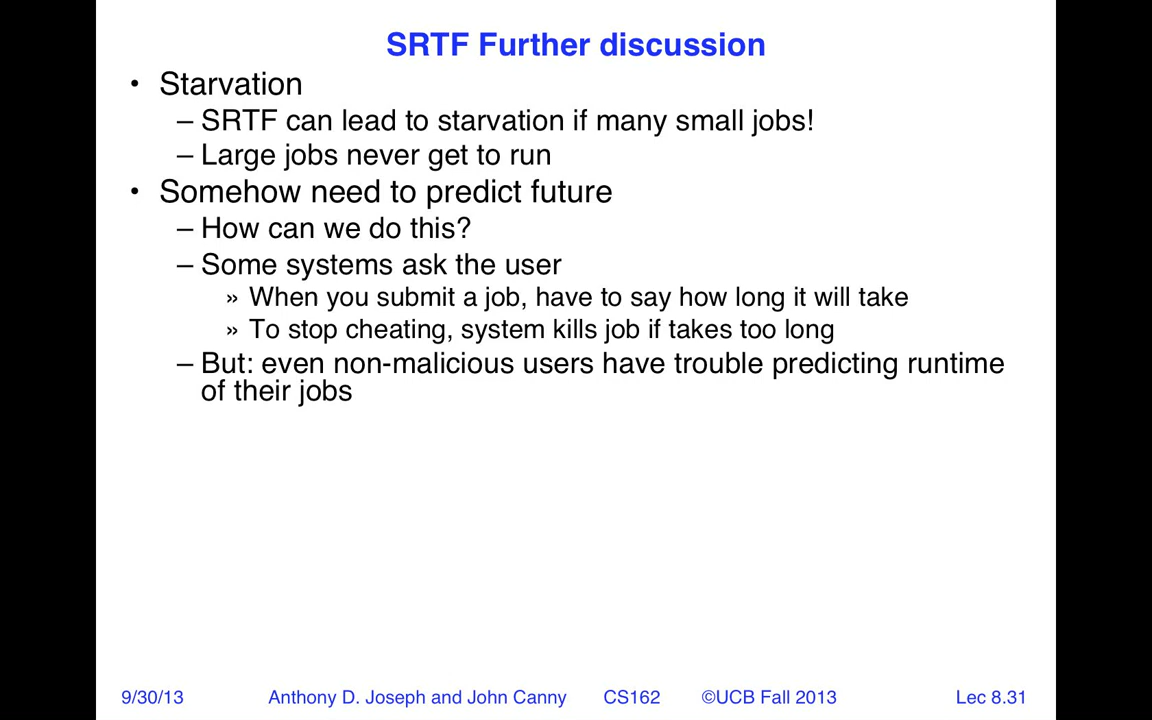 SRTF Further discussion
• Starvation
– SRTF can lead to starvation if many small jobs!
– Large jobs never get to run
• Somehow need to predict future
– How can we do this?
– Some systems ask the user
» When you submit a job, have to say how long it will take
» To stop cheating, system kills job if takes too long
– But: even non-malicious users have trouble predicting runtime
of their jobs
9/30/13 Anthony D. Joseph and John Canny CS162 ©UCB Fall 2013 Lec 8.31